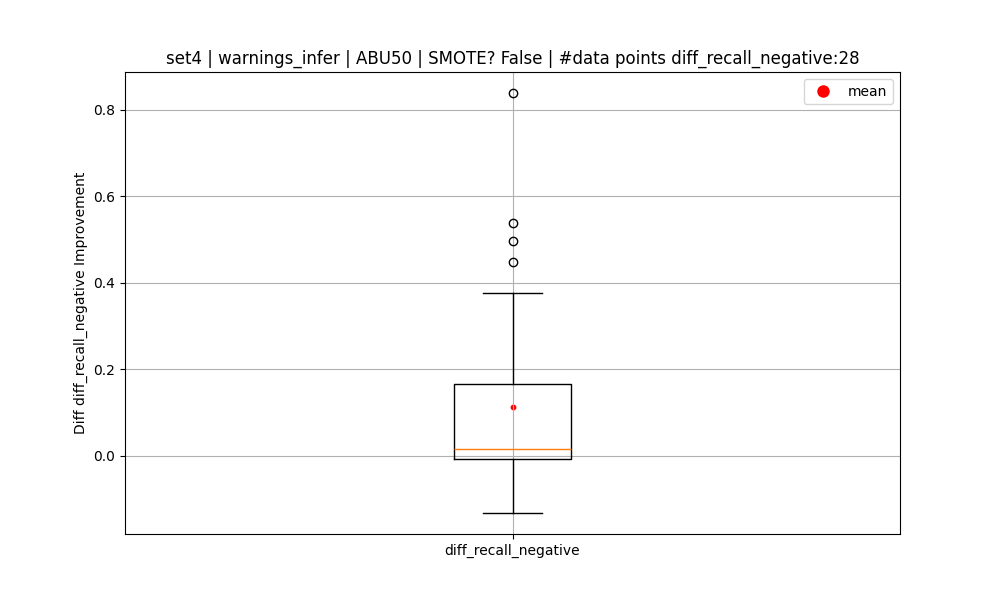 set4 | warnings_infer | ABU50 | SMOTE? False | #data points diff_recall_negative:28
mean
Diff diff_recall_negative Improvement
0.8
0.6
0.4
0.2
0.0
diff_recall_negative